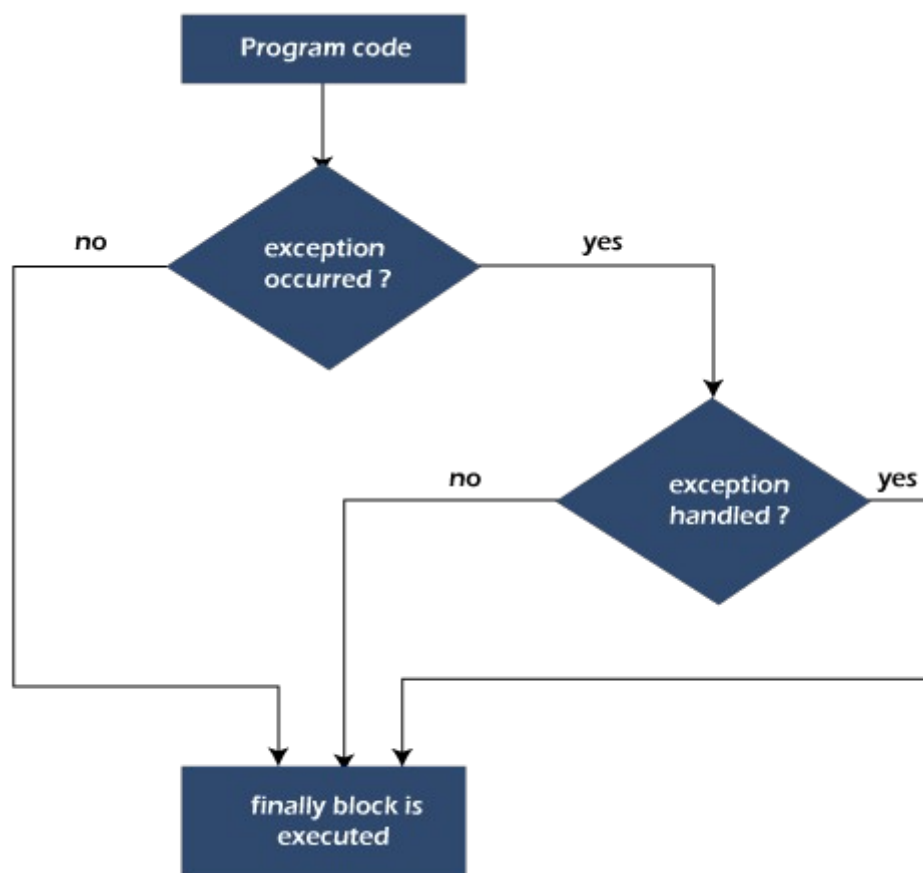 Program code
no
exception
occurred ?
yes
no
exception
handled ?
yes
finally block is
executed